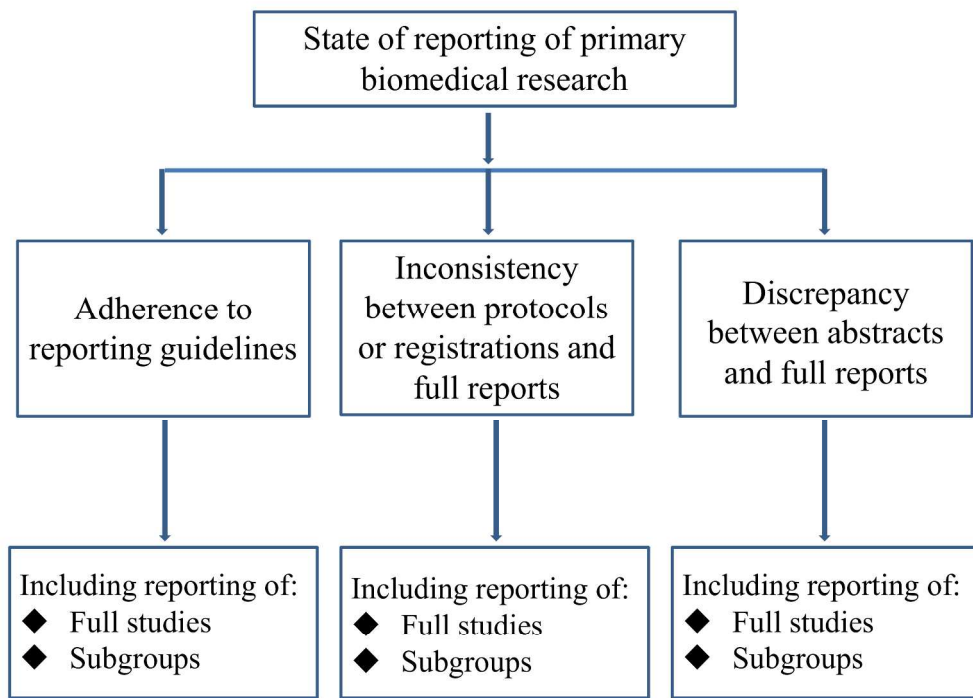 State of reporting of primary
biomedical research
Adherence to
reporting guidelines
Inconsistency
between protocols
or registrations and
full reports
Discrepancy
between abstracts
and full reports
Including reporting of:
◆ Full studies
◆ Subgroups
Including reporting of:
◆ Full studies
◆ Subgroups
Including reporting of:
◆ Full studies
◆ Subgroups